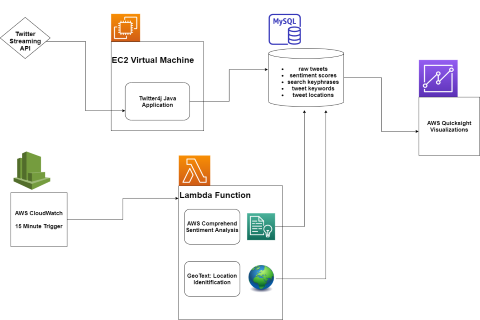 Twitter
Streaming
API
EC2 Virtual Machine
Twitter4j Java
Application
MySQL
raw tweets
sentiment scores
search keyphrases
tweet keywords
tweet locations
AWS Quicksight
Visualizations
AWS CloudWatch
15 Minute Trigger
Lambda Function
AWS Comprehend
Sentiment Analysis
GeoText: Location
Idenitification